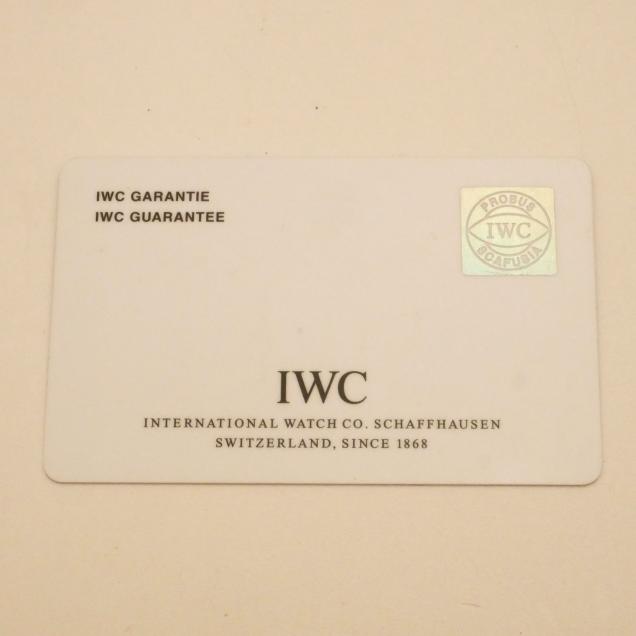 IWC GARANTIE
IWC GUARANTEE
PROBUS
IWC
SCAFUSIA
IWC
INTERNATIONAL WATCH CO. SCHAFFHAUSEN
SWITZERLAND, SINCE 1868